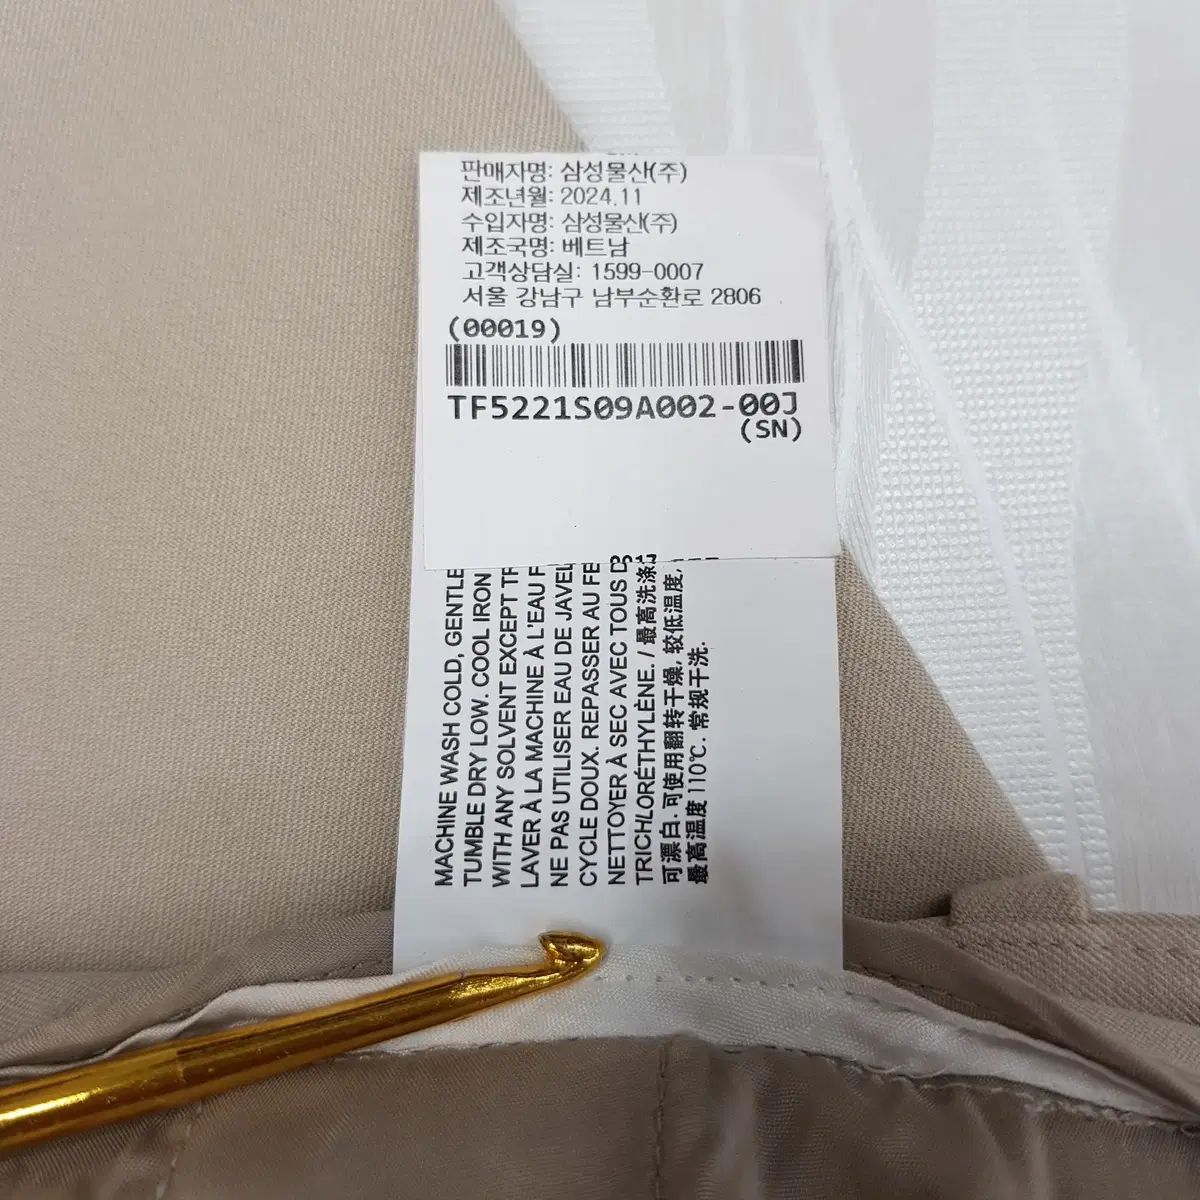 판매자명: 삼성물산(주)
제조년월: 2024.11
수입자명: 삼성물산(주)
제조국명: 베트남
고객상담실: 1599-0007
서울 강남구 남부순환로 2806
(00019)
TF5221S09A002-00J
(SN)
MACHINE WASH COLD, GENTLE
TUMBLE DRY LOW. COOL IRON
WITH ANY SOLVENT EXCEPT
LAVER À LA MACHINE À L'EAU
NE PAS UTILISER EAU DE JAVEL
CYCLE DOUX. REPASSER AU
NETTOYER À SEC AVEC TOUS
TRICHLORÉTHYLÈNE. / 最高洗涤
可漂白. 可使用翻转干燥, 较低温度,
最高温度110℃. 常规干洗.